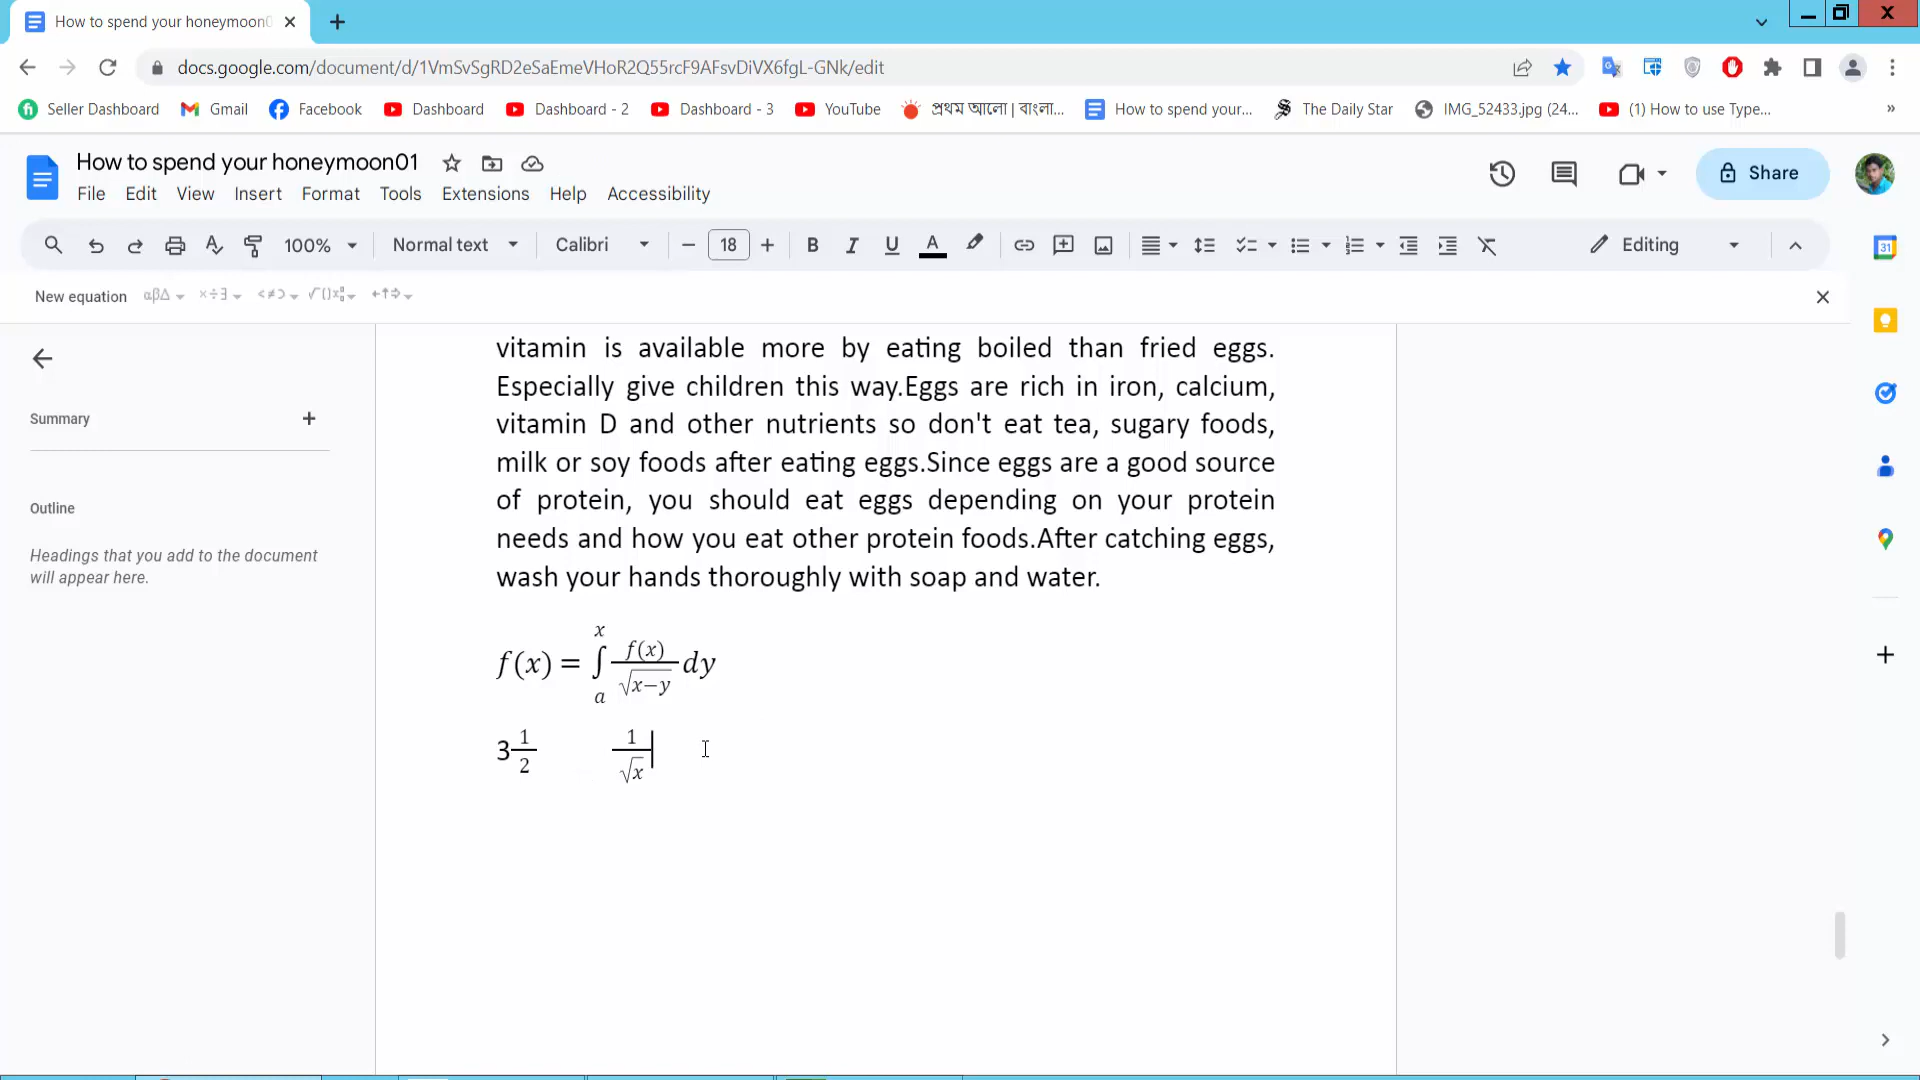 How to spend your honeymoon0
docs.google.com/document/d/1VmSvSgRD2eSaEmeVHoR2Q55rcF9AFsvDiVX6fgL-GNk/edit
Seller Dashboard Gmail Facebook Dashboard Dashboard - 2 Dashboard - 3 YouTube প্রথম আলো | বাংলা... How to spend your... The Daily Star IMG_52433.jpg (24... (1) How to use Type... »
How to spend your honeymoon01
File Edit View Insert Format Tools Extensions Help Accessibility
Share
100% Normal text Calibri − 18 + B I U A Editing
31
New equation αβΔ ×÷∃ <≠⊃ √()x ←↑⇒
Summary +
Outline
Headings that you add to the document
will appear here.
vitamin is available more by eating boiled than fried eggs.
Especially give children this way.Eggs are rich in iron, calcium,
vitamin D and other nutrients so don't eat tea, sugary foods,
milk or soy foods after eating eggs.Since eggs are a good source
of protein, you should eat eggs depending on your protein
needs and how you eat other protein foods.After catching eggs,
wash your hands thoroughly with soap and water.
f(x) = ∫ₐˣ f(x)/√(x−y) dy
3 1/2 1/√x